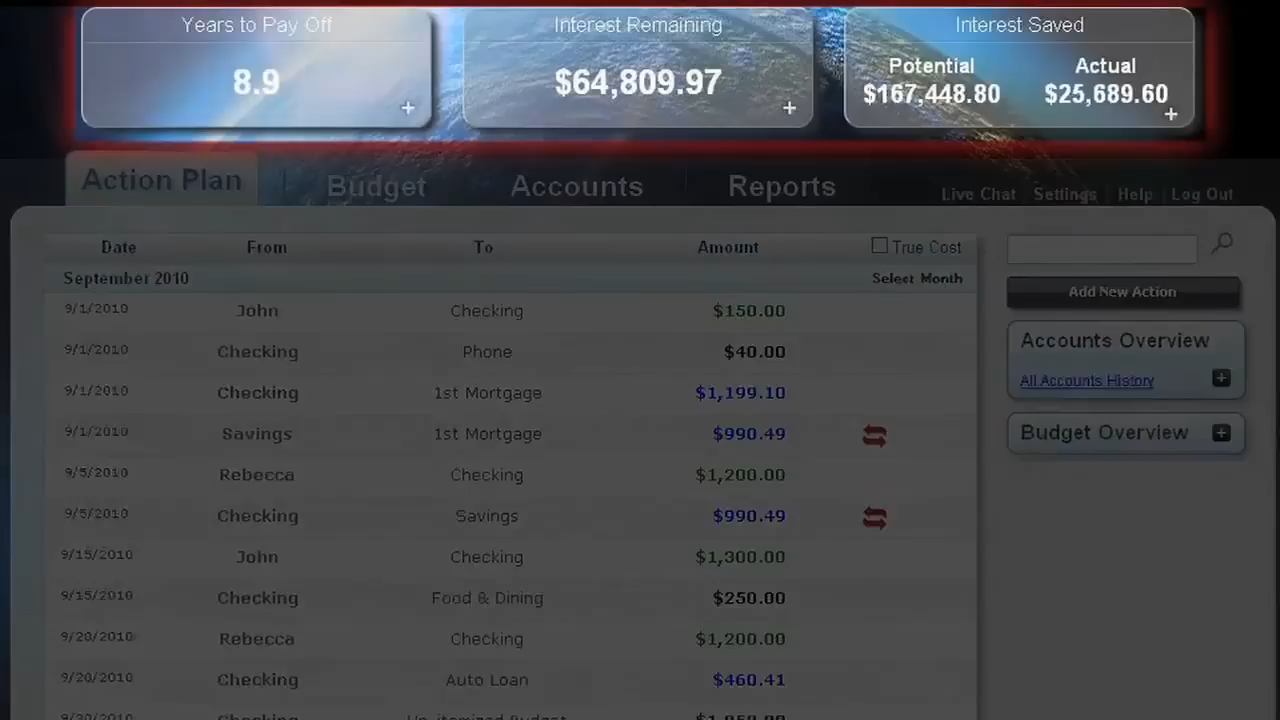 Years to Pay Off
8.9
+
Interest Remaining
$64,809.97
+
Interest Saved
Potential Actual
$167,448.80 $25,689.60
+
Action Plan Budget Accounts Reports Live Chat Settings Help Log Out
Date From To Amount True Cost
September 2010 Select Month
9/1/2010 John Checking $150.00
9/1/2010 Checking Phone $40.00
9/1/2010 Checking 1st Mortgage $1,199.10
9/1/2010 Savings 1st Mortgage $990.49
9/5/2010 Rebecca Checking $1,200.00
9/5/2010 Checking Savings $990.49
9/15/2010 John Checking $1,300.00
9/15/2010 Checking Food & Dining $250.00
9/20/2010 Rebecca Checking $1,200.00
9/20/2010 Checking Auto Loan $460.41
Checking
Add New Action
Accounts Overview
All Accounts History +
Budget Overview +